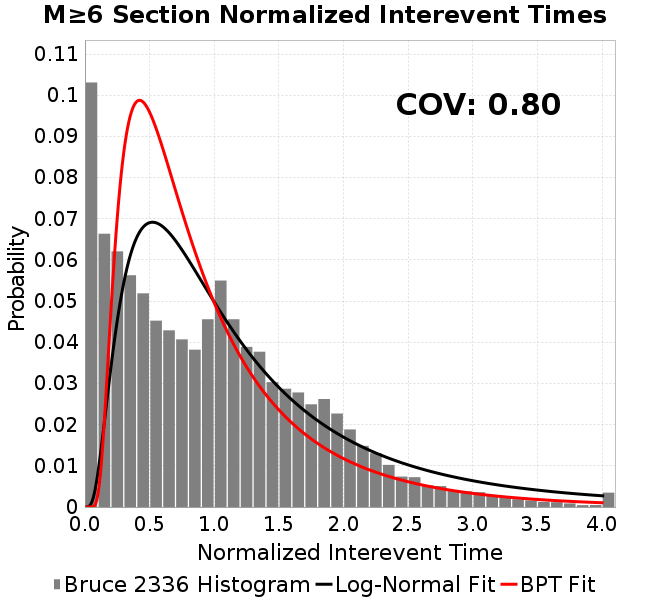 M≥6 Section Normalized Interevent Times
COV: 0.80
Probability
0.11
0.1
0.09
0.08
0.07
0.06
0.05
0.04
0.03
0.02
0.01
0
0.0 0.5 1.0 1.5 2.0 2.5 3.0 3.5 4.0
Normalized Interevent Time
Bruce 2336 Histogram Log-Normal Fit BPT Fit